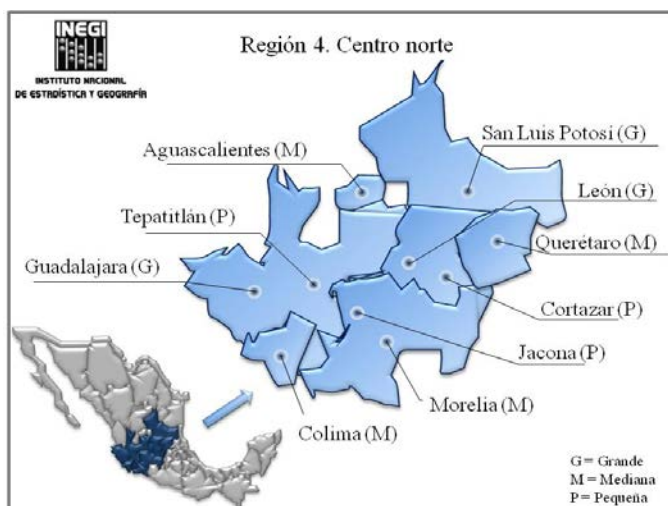 INEGI
INSTITUTO NACIONAL
DE ESTADÍSTICA Y GEOGRAFÍA
Región 4. Centro norte
San Luis Potosi (G)
Aguascalientes (M)
León (G)
Tepatitlán (P)
Querétaro (M)
Guadalajara (G)
Cortazar (P)
Jacona (P)
Morelia (M)
Colima (M)
G = Grande
M = Mediana
P = Pequeña